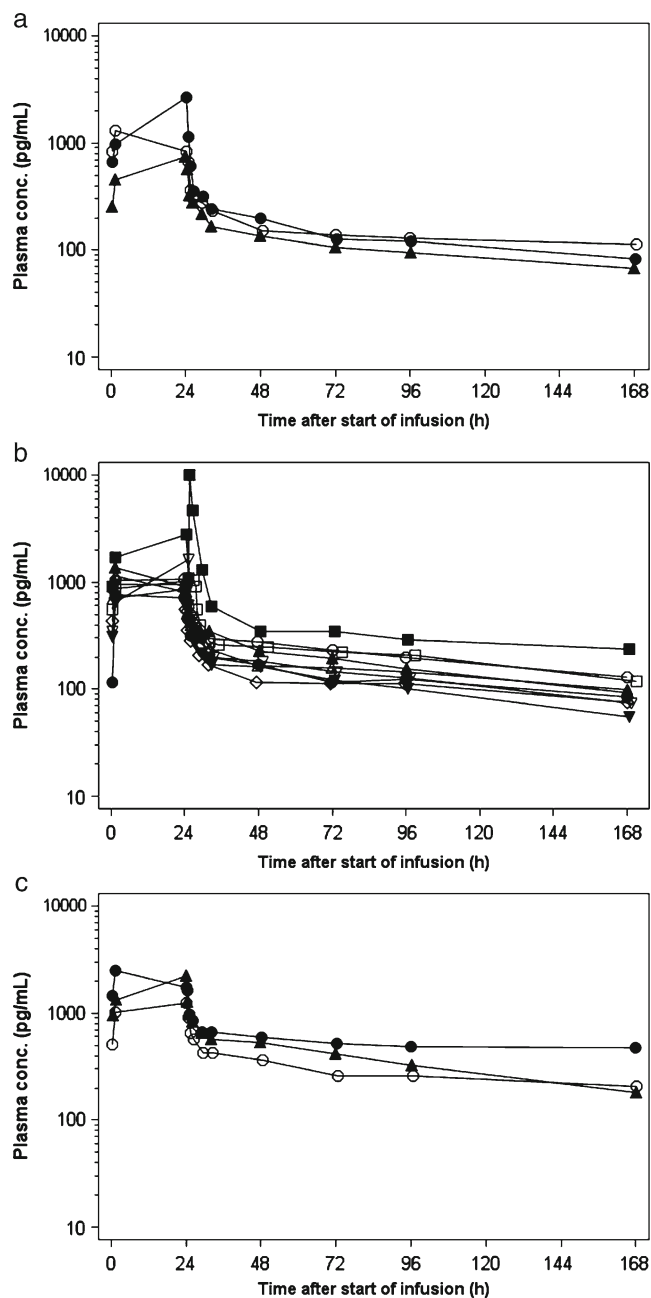 a
10000
1000
100
10
Plasma conc. (pg/mL)
0 24 48 72 96 120 144 168
Time after start of infusion (h)
b
10000
1000
100
10
Plasma conc. (pg/mL)
0 24 48 72 96 120 144 168
Time after start of infusion (h)
c
10000
1000
100
10
Plasma conc. (pg/mL)
0 24 48 72 96 120 144 168
Time after start of infusion (h)